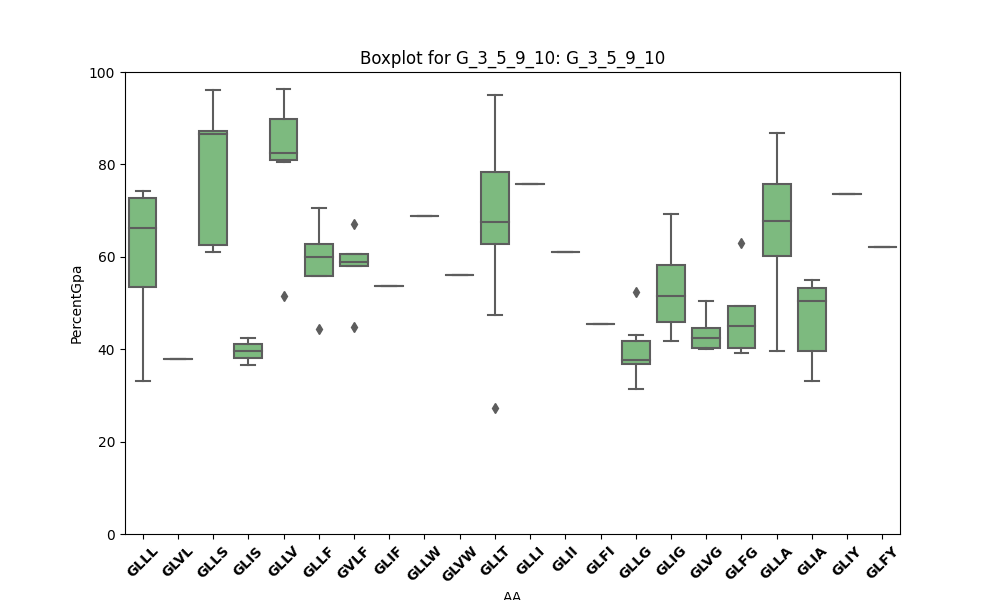 Boxplot for G_3_5_9_10: G_3_5_9_10
PercentGpa
100
80
60
40
20
0
GLLL GLVL GLLS GLIS GLLV GLLF GVLF GLIF GLLW GLVW GLLT GLLI GLII GLFI GLLG GLIG GLVG GLFG GLLA GLIA GLIY GLFY
AA